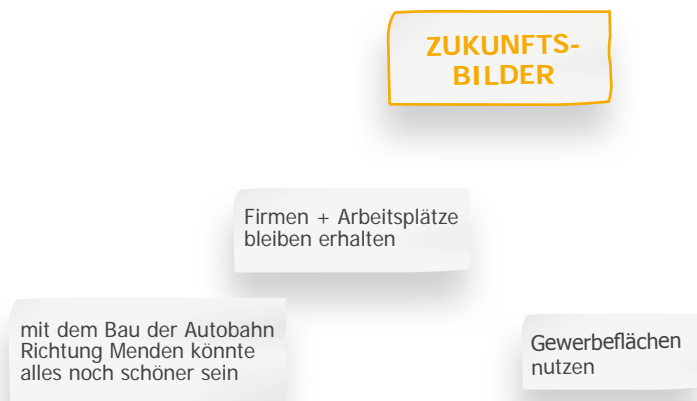 ZUKUNFTS-
BILDER
Firmen + Arbeitsplätze
bleiben erhalten
mit dem Bau der Autobahn
Richtung Menden könnte
alles noch schöner sein
Gewerbeflächen
nutzen